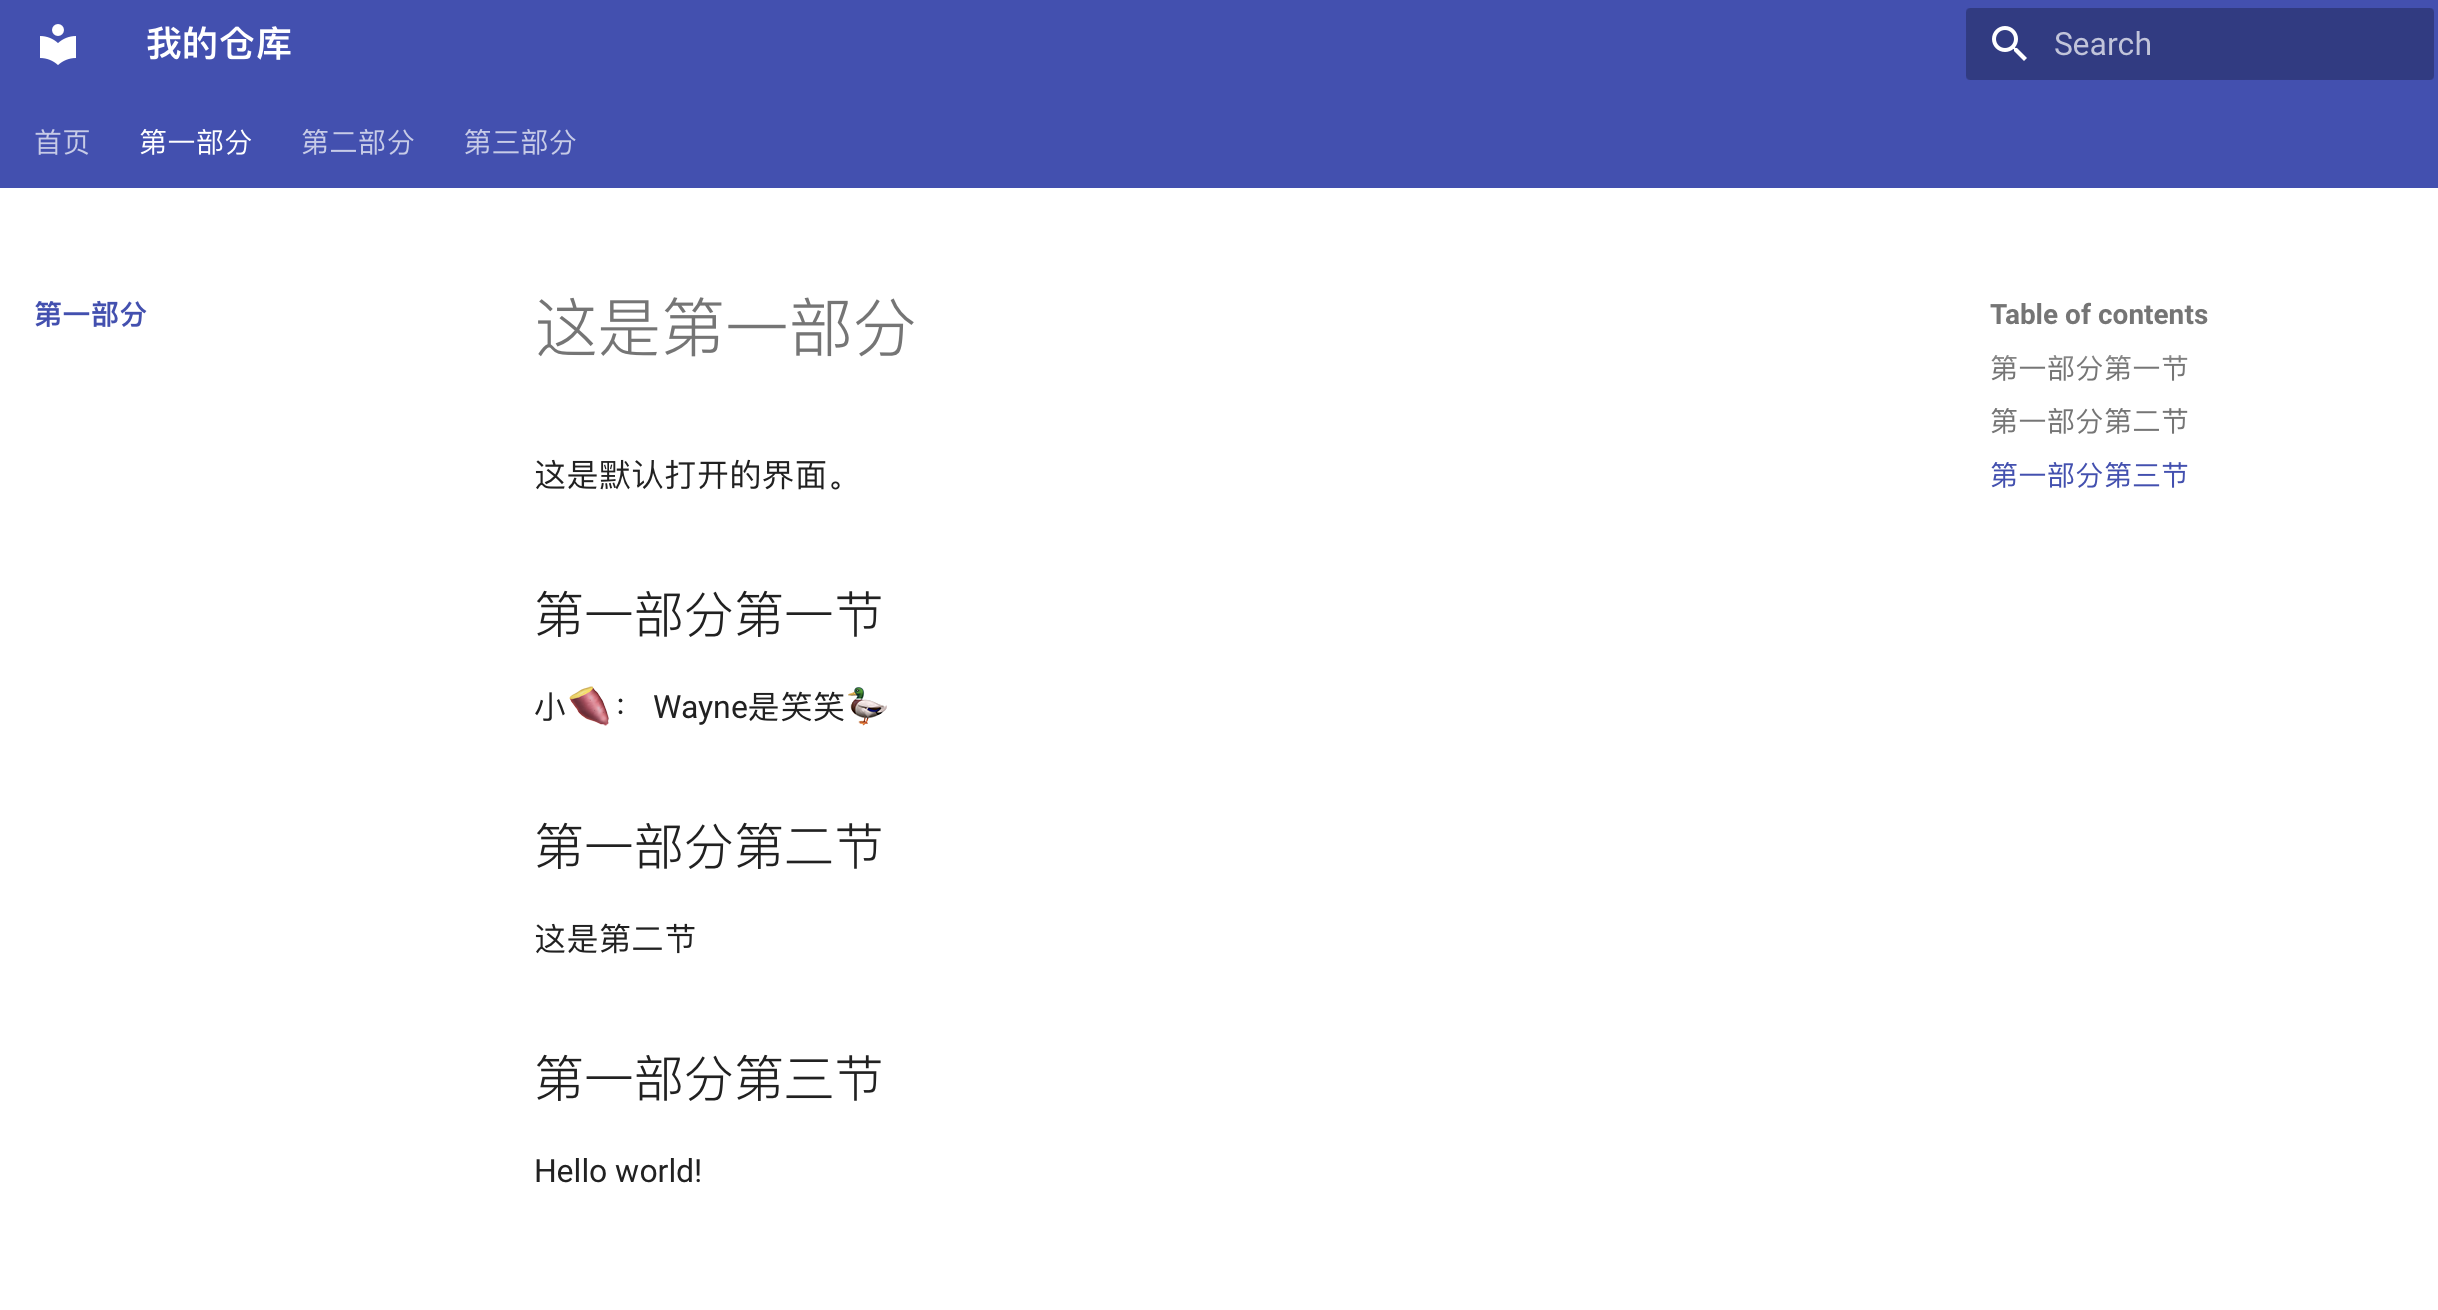 我的仓库
Search
首页 第一部分 第二部分 第三部分
第一部分
这是第一部分
这是默认打开的界面。
第一部分第一节
小🍠： Wayne是笑笑🦆
第一部分第二节
这是第二节
第一部分第三节
Hello world!
Table of contents
第一部分第一节
第一部分第二节
第一部分第三节